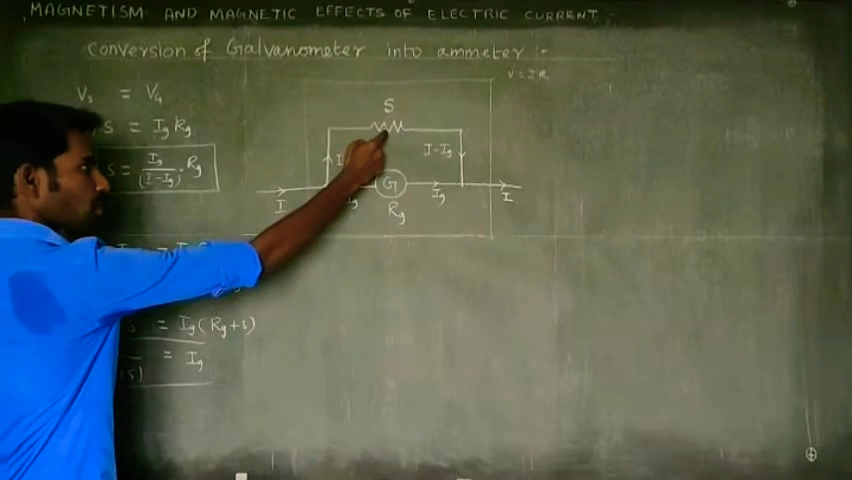 MAGNETISM AND MAGNETIC EFFECTS OF ELECTRIC CURRENT
Conversion of Galvanometer into ammeter :-
V = IR
Vs = VG
S = Ig Rg
S = Ig/(I-Ig) · Rg
S
I
I-Ig
I
G
Ig
I
Rg
S = Ig(Rg+S)
= Ig